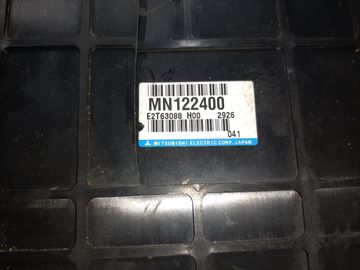 MN122400
E2T63088 H00 2926
041
MITSUBISHI ELECTRIC CORP. JAPAN